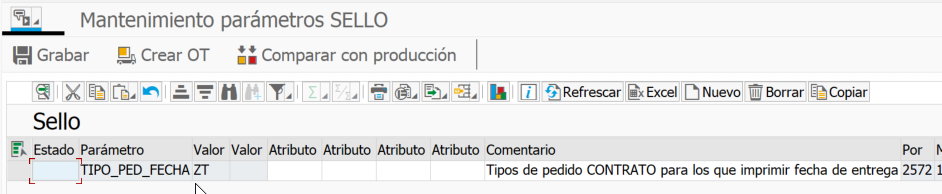 Mantenimiento parámetros SELLO
Grabar Crear OT Comparar con producción
Refrescar Excel Nuevo Borrar Copiar
Sello
Estado Parámetro Valor Valor Atributo Atributo Atributo Atributo Comentario Por
TIPO_PED_FECHA ZT Tipos de pedido CONTRATO para los que imprimir fecha de entrega 2572